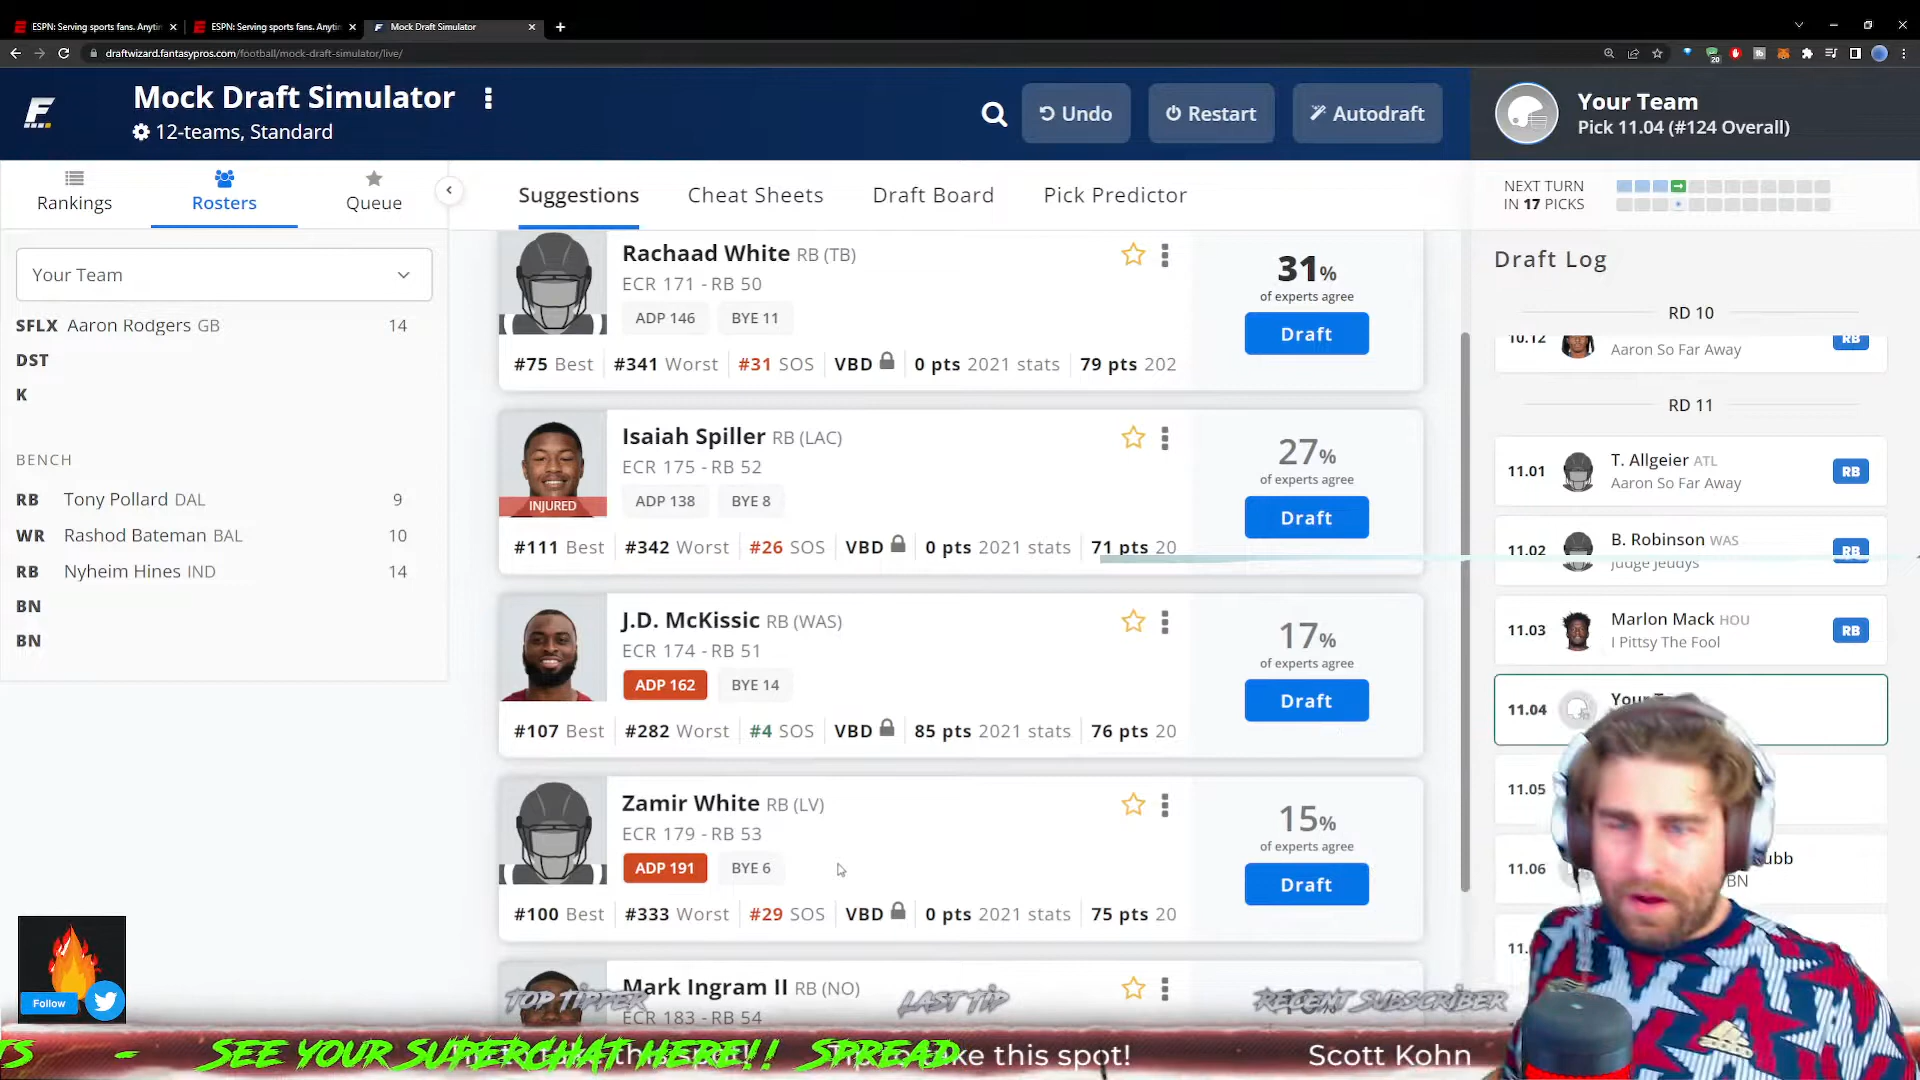 ESPN: Serving sports fans. Anytin
ESPN: Serving sports fans. Anytin
Mock Draft Simulator
draftwizard.fantasypros.com/football/mock-draft-simulator/live/
20
Mock Draft Simulator
12-teams, Standard
Undo
Restart
Autodraft
Your Team
Pick 11.04 (#124 Overall)
Rankings
Rosters
Queue
Suggestions
Cheat Sheets
Draft Board
Pick Predictor
NEXT TURN
IN 17 PICKS
Your Team
SFLX Aaron Rodgers GB 14
DST
K
BENCH
RB Tony Pollard DAL 9
WR Rashod Bateman BAL 10
RB Nyheim Hines IND 14
BN
BN
Rachaad White RB (TB)
ECR 171 - RB 50
ADP 146 BYE 11
#75 Best #341 Worst #31 SOS VBD 0 pts 2021 stats 79 pts 202
31%
of experts agree
Draft
Isaiah Spiller RB (LAC)
ECR 175 - RB 52
INJURED
ADP 138 BYE 8
#111 Best #342 Worst #26 SOS VBD 0 pts 2021 stats 71 pts 20
27%
of experts agree
Draft
J.D. McKissic RB (WAS)
ECR 174 - RB 51
ADP 162 BYE 14
#107 Best #282 Worst #4 SOS VBD 85 pts 2021 stats 76 pts 20
17%
of experts agree
Draft
Zamir White RB (LV)
ECR 179 - RB 53
ADP 191 BYE 6
#100 Best #333 Worst #29 SOS VBD 0 pts 2021 stats 75 pts 20
15%
of experts agree
Draft
Mark Ingram II RB (NO)
ECR 183 - RB 54
Draft Log
RD 10
10.12 Aaron So Far Away RB
RD 11
11.01 T. Allgeier ATL RB
Aaron So Far Away
11.02 B. Robinson WAS RB
Judge Jeudys
11.03 Marlon Mack HOU RB
I Pittsy The Fool
11.04
11.05
11.06
BN
Follow
TOP TIPPER
LAST TIP
RECENT SUBSCRIBER
SEE YOUR SUPERCHAT HERE!! SPREAD
ke this spot!
Scott Kohn